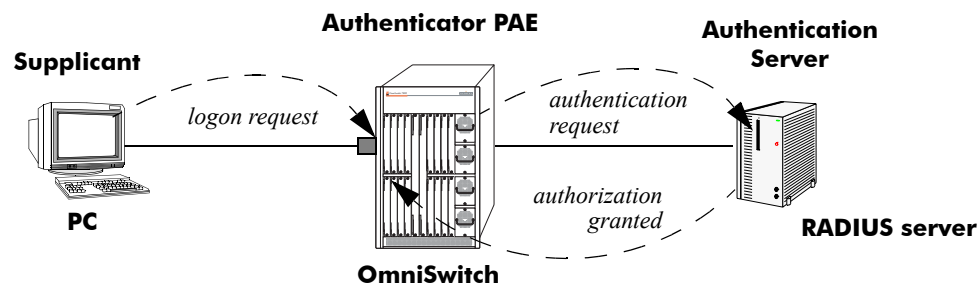 Authenticator PAE
Authentication
Server
Supplicant
logon request
authentication
request
authorization
granted
PC
RADIUS server
OmniSwitch